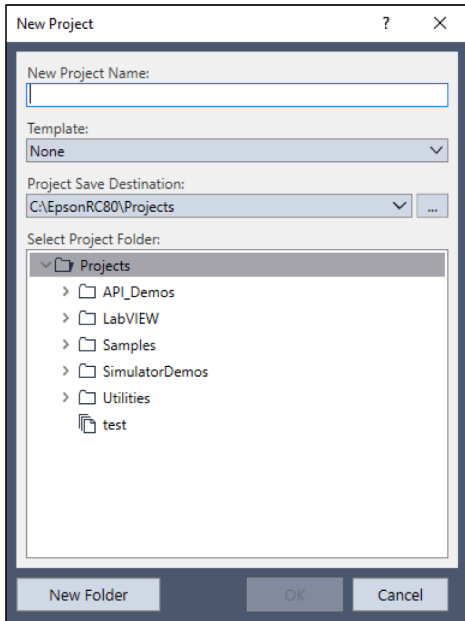 New Project
?
New Project Name:
Template:
None
Project Save Destination:
C:\EpsonRC80\Projects
...
Select Project Folder:
Projects
API_Demos
LabVIEW
Samples
SimulatorDemos
Utilities
test
New Folder
OK
Cancel